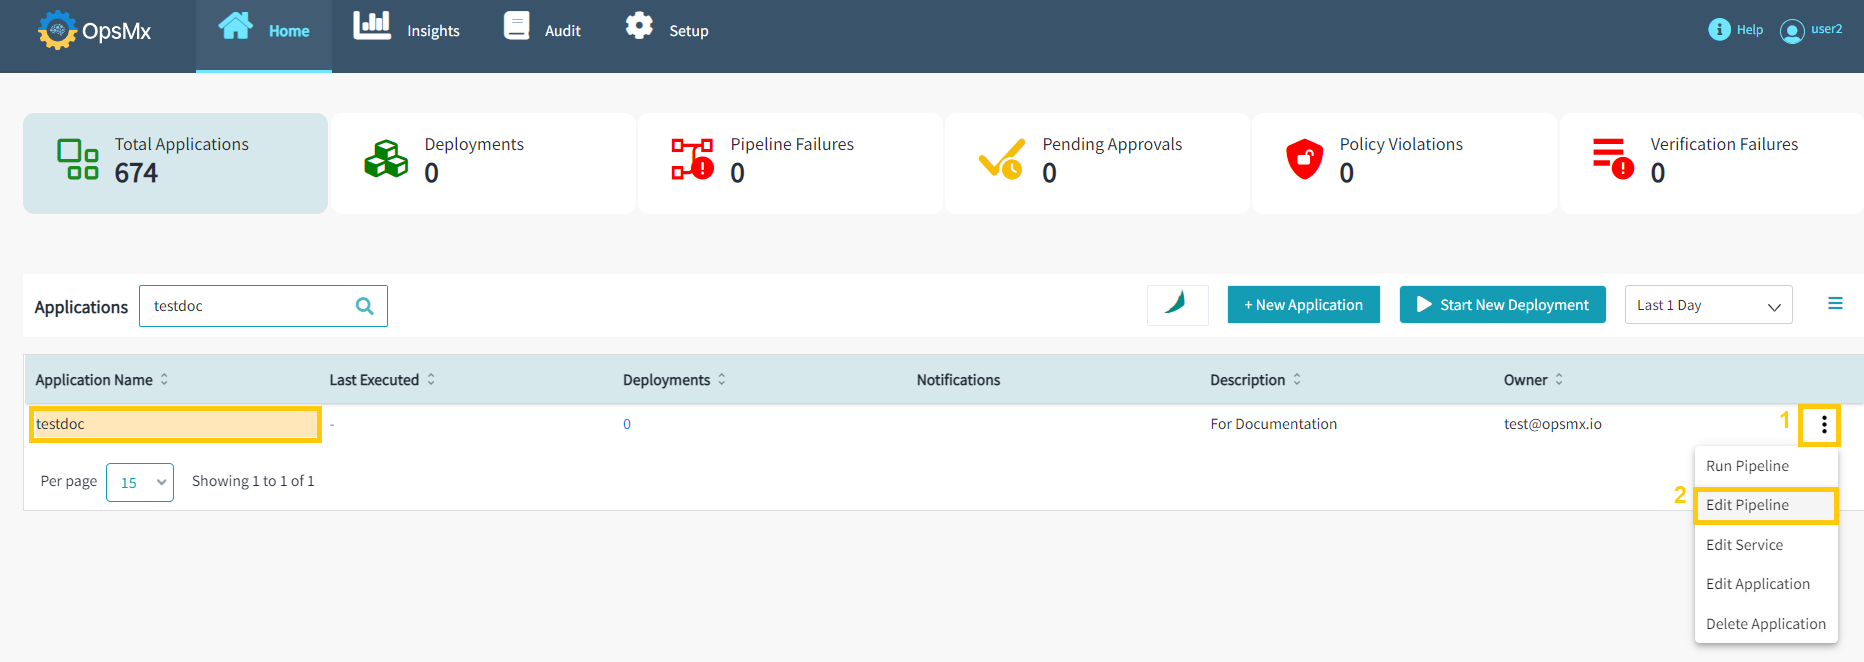 OpsMx
Home
Insights
Audit
Setup
Help
user2
Total Applications
674
Deployments
0
Pipeline Failures
0
Pending Approvals
0
Policy Violations
0
Verification Failures
0
Applications
testdoc
+ New Application
Start New Deployment
Last 1 Day
Application Name
Last Executed
Deployments
Notifications
Description
Owner
testdoc
-
0
For Documentation
test@opsmx.io
1
Per page
15
Showing 1 to 1 of 1
Run Pipeline
2
Edit Pipeline
Edit Service
Edit Application
Delete Application